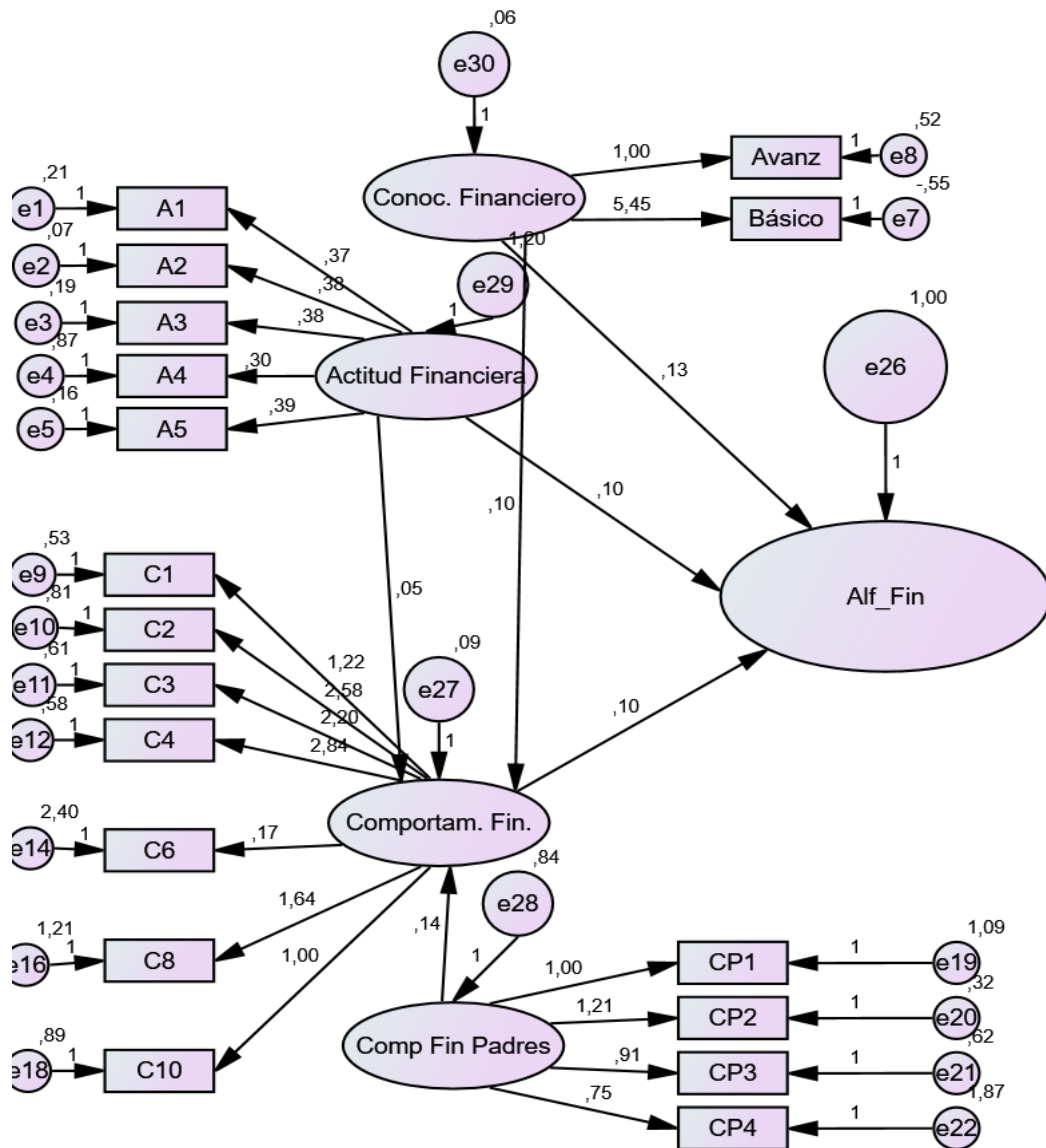 ,06
e30
1
,52
1,00
Avanz
1
e8
Conoc. Financiero
-,55
5,45
Básico
1
e7
,21
e1
1
A1
1,20
,07
e2
1
A2
,37
,38
e29
1
,19
e3
1
A3
,38
1,00
,87
e4
1
A4
,30
Actitud Financiera
,13
e26
,16
e5
1
A5
,39
1
,10
,10
,53
e9
1
C1
,05
Alf_Fin
,81
e10
1
C2
1,22
,09
,61
e11
1
C3
2,58
e27
2,20
,10
,58
e12
1
C4
2,84
1
2,40
e14
1
C6
,17
Comportam. Fin.
,84
1,64
e28
1,21
e16
1
C8
,14
1,00
1
1,00
CP1
1
1,09
e19
1,21
CP2
1
,32
e20
,89
e18
1
C10
Comp Fin Padres
,91
CP3
1
,62
e21
,75
CP4
1
1,87
e22